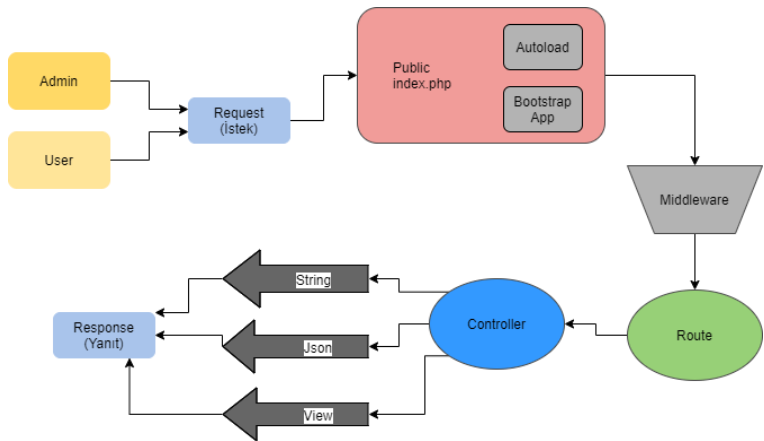 Admin
User
Request
(İstek)
Public
index.php
Autoload
Bootstrap
App
Middleware
Route
Controller
String
Json
View
Response
(Yanıt)